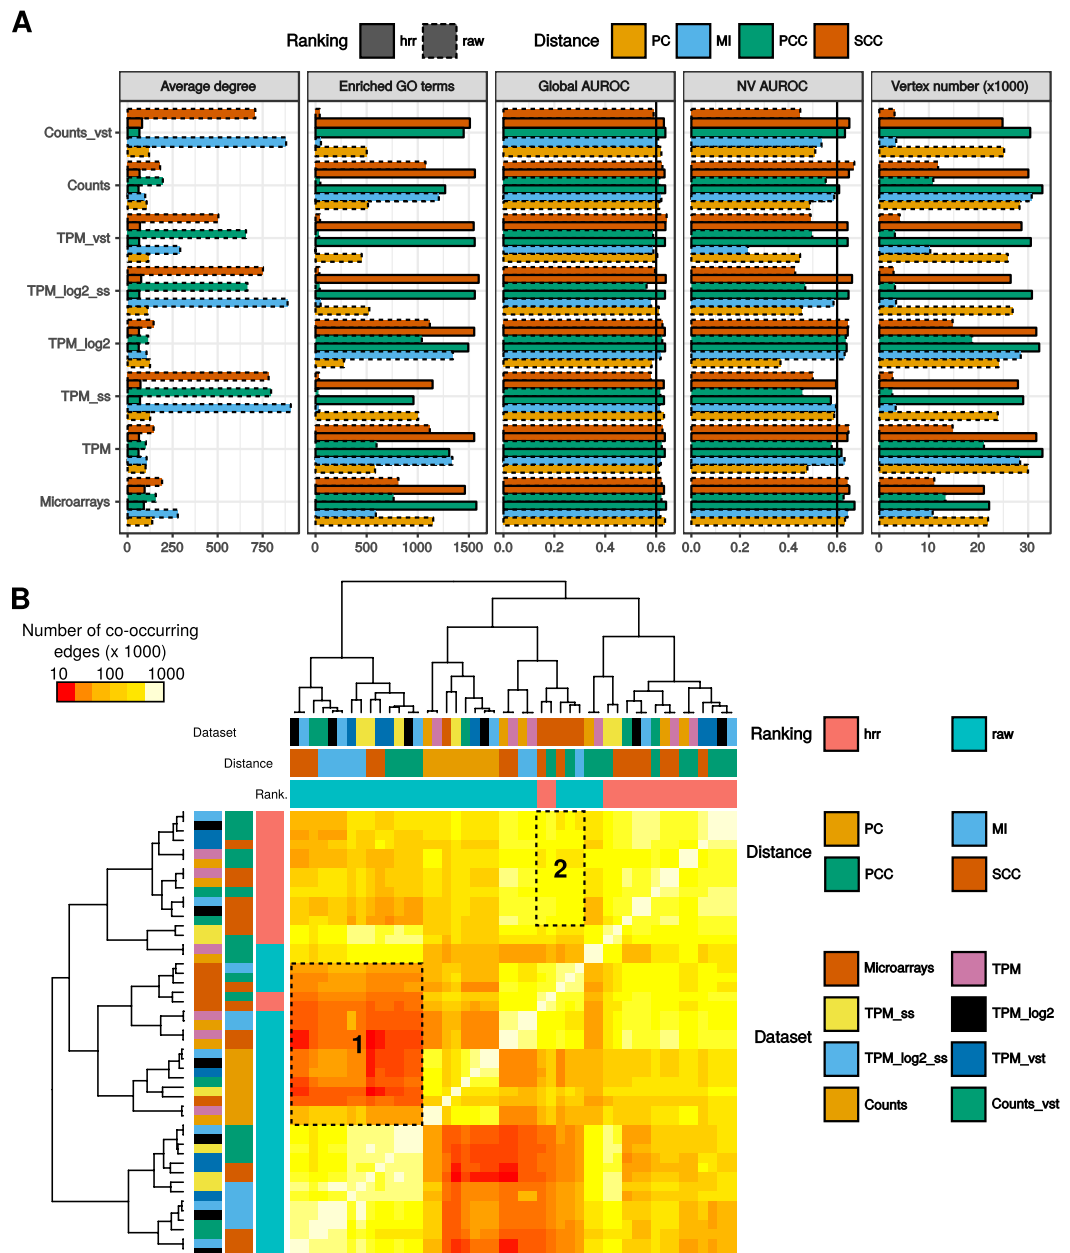 A
Ranking hrr raw Distance PC MI PCC SCC
Average degree Enriched GO terms Global AUROC NV AUROC Vertex number (x1000)
Counts_vst
Counts
TPM_vst
TPM_log2_ss
TPM_log2
TPM_ss
TPM
Microarrays
0 250 500 750 0 500 1000 1500 0.0 0.2 0.4 0.6 0.0 0.2 0.4 0.6 0 10 20 30
B
Number of co-occurring
edges (x 1000)
10 100 1000
Dataset
Distance
Rank.
Ranking hrr raw
Distance
PC MI
PCC SCC
Dataset
Microarrays TPM
TPM_ss TPM_log2
TPM_log2_ss TPM_vst
Counts Counts_vst
2
1